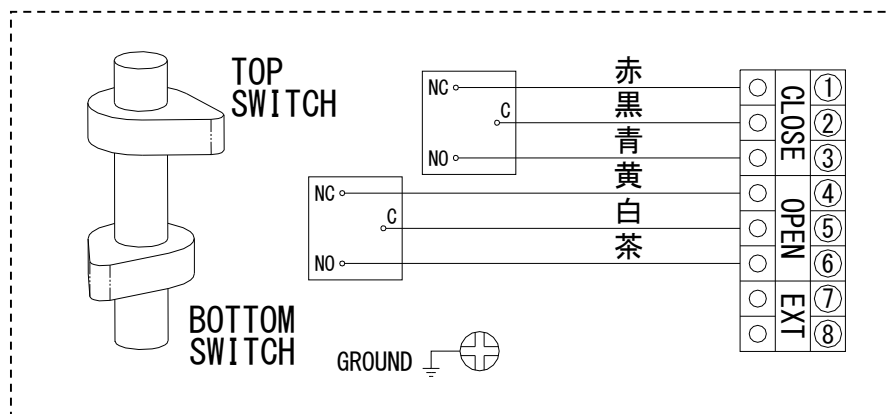 TOP
SWITCH
NC
C
NO
赤
黒
青
黄
白
茶
NC
C
NO
CLOSE
OPEN
EXT
①
②
③
④
⑤
⑥
⑦
⑧
BOTTOM
SWITCH
GROUND